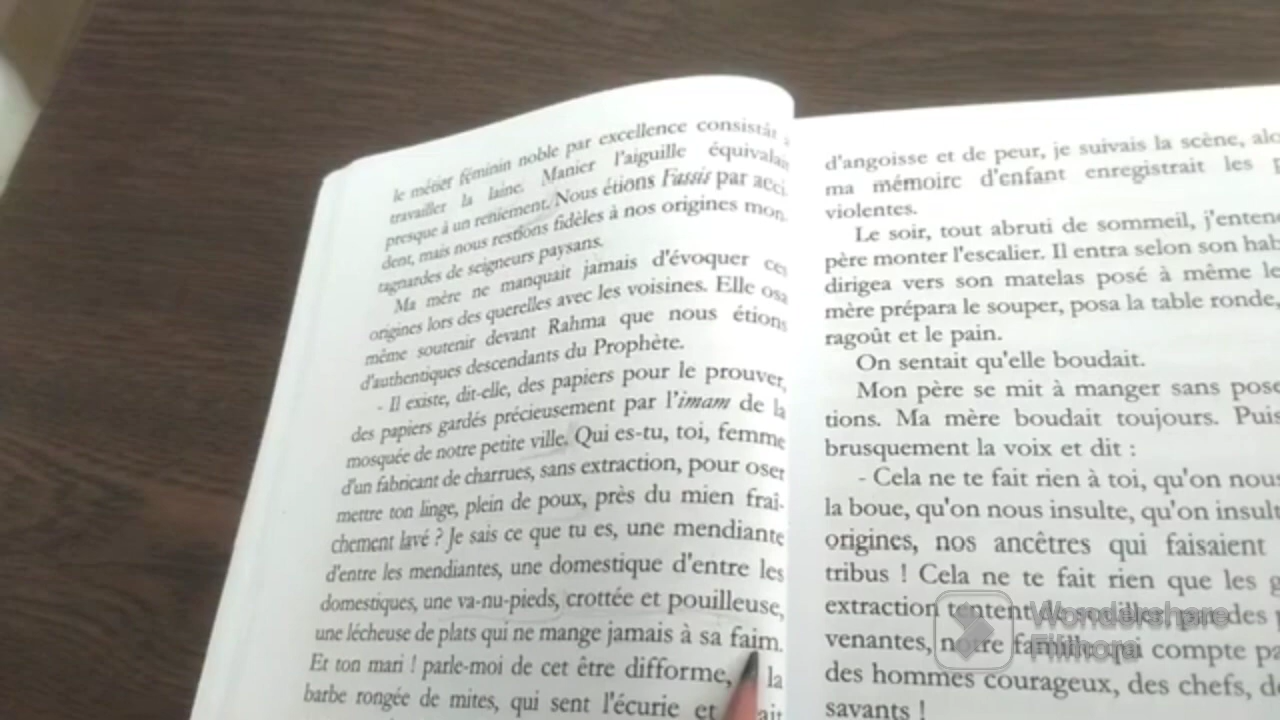 le métier féminin noble par excellence consistât à
travailler la laine. Manier l'aiguille équivalait
presque à un reniement. Nous étions Fassis par acci-
dent, mais nous restions fidèles à nos origines mon-
tagnardes de seigneurs paysans.
Ma mère ne manquait jamais d'évoquer ces
origines lors des querelles avec les voisines. Elle osa
même soutenir devant Rahma que nous étions
d'authentiques descendants du Prophète.
- Il existe, dit-elle, des papiers pour le prouver,
des papiers gardés précieusement par l'imam de la
mosquée de notre petite ville. Qui es-tu, toi, femme
d'un fabricant de charrues, sans extraction, pour oser
mettre ton linge, plein de poux, près du mien fraî-
chement lavé ? Je sais ce que tu es, une mendiante
d'entre les mendiantes, une domestique d'entre les
domestiques, une va-nu-pieds, crottée et pouilleuse,
une lécheuse de plats qui ne mange jamais à sa faim.
Et ton mari ! parle-moi de cet être difforme, la
barbe rongée de mites, qui sent l'écurie et
d'angoisse et de peur, je suivais la scène,
ma mémoire d'enfant enregistrait les
violentes.
Le soir, tout abruti de sommeil,
père monter l'escalier. Il entra selon son
dirigea vers son matelas posé à même
mère prépara le souper, posa la table ronde,
ragoût et le pain.
On sentait qu'elle boudait.
Mon père se mit à manger sans
tions. Ma mère boudait toujours.
brusquement la voix et dit :
- Cela ne te fait rien à toi, qu'on
la boue, qu'on nous insulte, qu'on
origines, nos ancêtres qui faisaient
tribus ! Cela ne te fait rien que les
extraction tentent de souiller par des
venantes, notre famille qui compte
des hommes courageux, des chefs,
savants !
Wondershare
Filmora